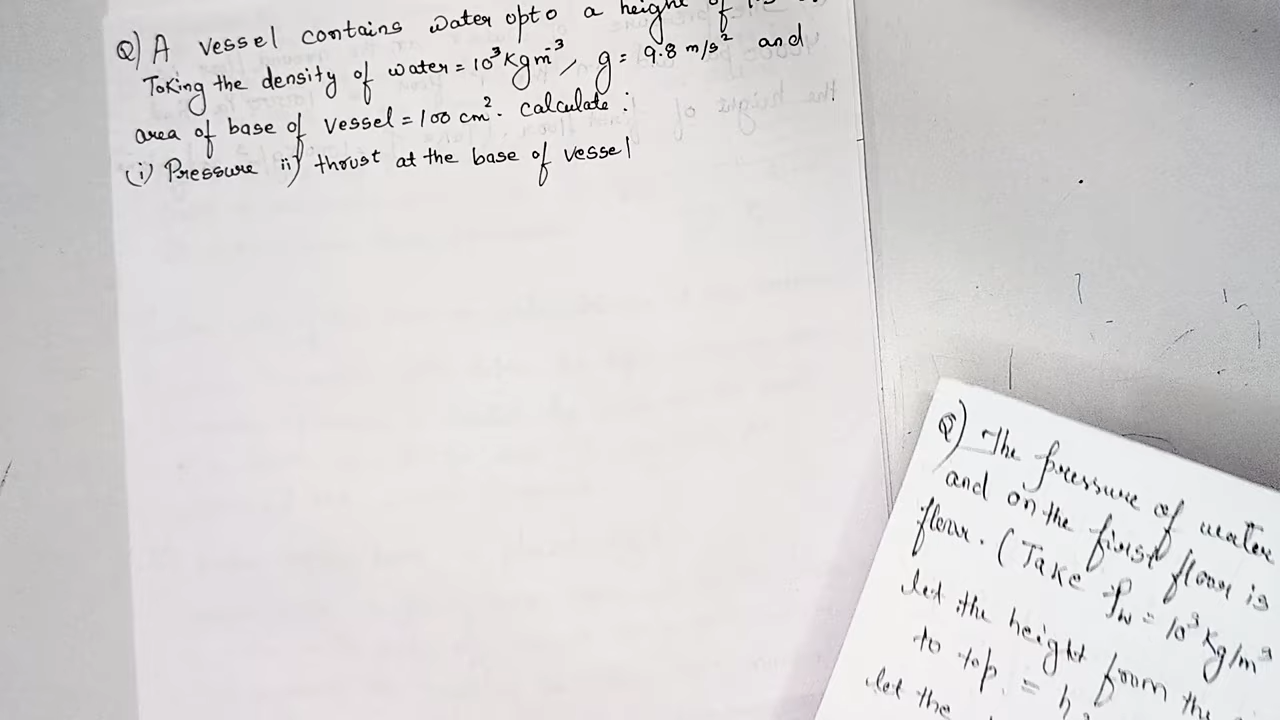 Q) A vessel contains water opto a height of
Taking the density of water = 10³ Kgm⁻³, g = 9.8 m/s² and
area of base of vessel = 100 cm². calculate :
(i) Pressure ii) thrust at the base of vessel
Q) The pressure of water
and on the first floor is
floor. (Take ρw = 10³ Kg/m³
let the height from the
to top = h
let the